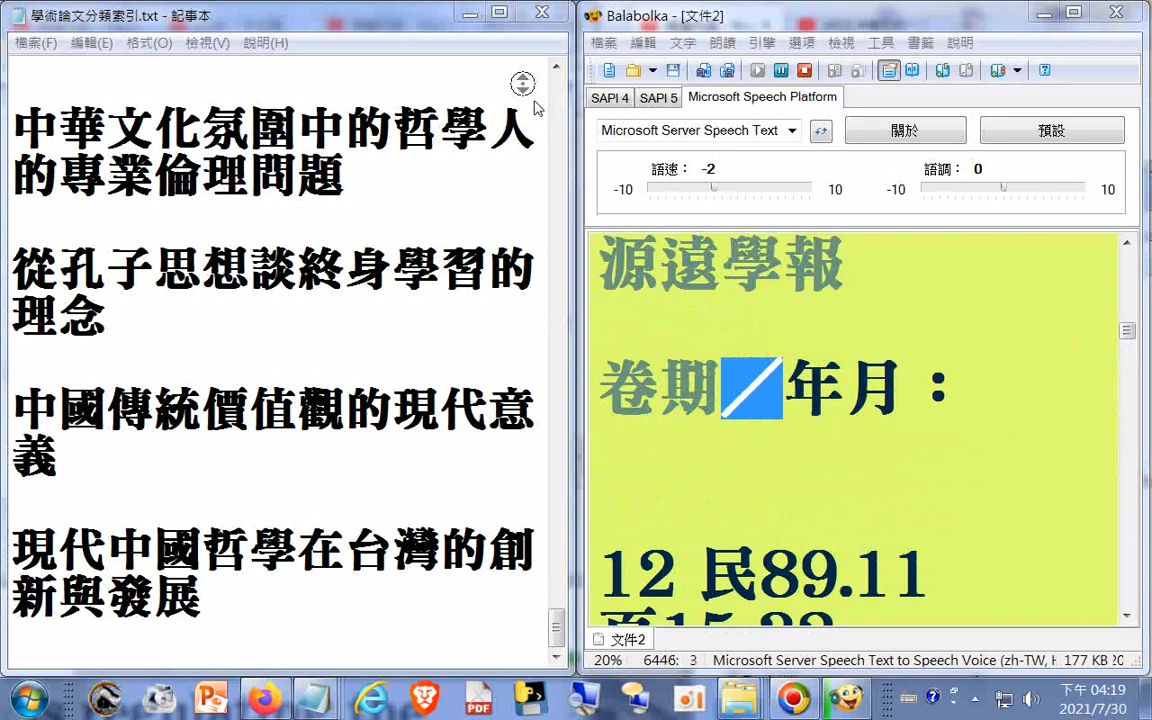 學術論文分類索引.txt - 記事本
檔案(F) 編輯(E) 格式(O) 檢視(V) 說明(H)
中華文化氛圍中的哲學人
的專業倫理問題
從孔子思想談終身學習的
理念
中國傳統價值觀的現代意
義
現代中國哲學在台灣的創
新與發展
Balabolka - [文件2]
檔案 編輯 文字 朗讀 引擎 選項 檢視 工具 書籤 說明
SAPI 4 SAPI 5 Microsoft Speech Platform
Microsoft Server Speech Text 關於 預設
語速: -2 語調: 0
-10 10 -10 10
源遠學報
卷期／年月：
12 民89.11
頁15-22
文件2
20% 6446: 3 Microsoft Server Speech Text to Speech Voice (zh-TW, H 177 KB
下午 04:19
2021/7/30